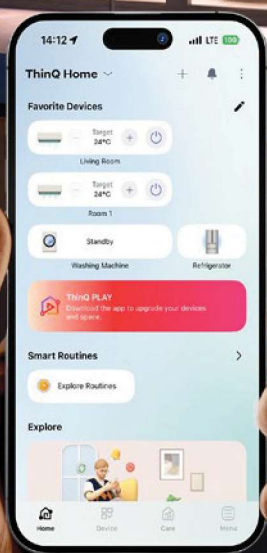 14:12
LTE 100
ThinQ Home
Favorite Devices
Target
24°C
Living Room
Target
24°C
Room 1
Standby
Washing Machine
Refrigerator
ThinQ PLAY
Download the app to upgrade your devices
and space.
Smart Routines
Explore Routines
Explore
Home
Device
Care
Menu